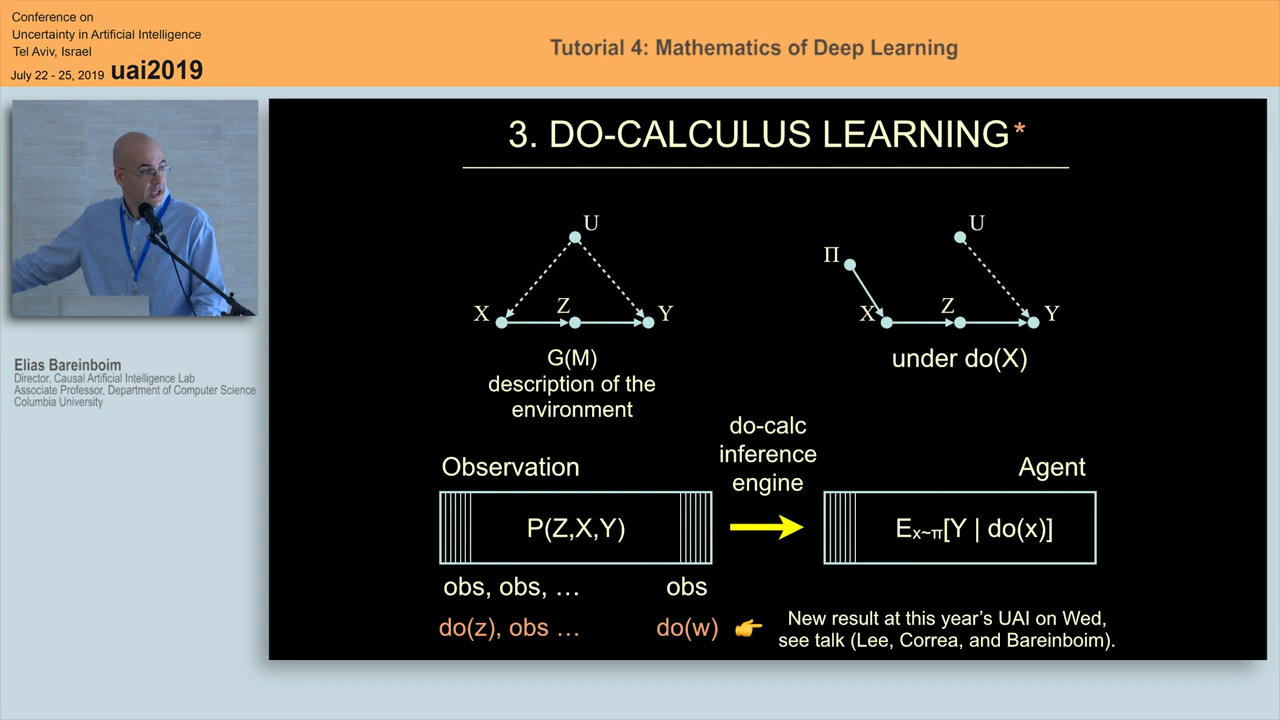 Conference on
Uncertainty in Artificial Intelligence
Tel Aviv, Israel
July 22 - 25, 2019 uai2019
Tutorial 4: Mathematics of Deep Learning
Elias Bareinboim
Director, Causal Artificial Intelligence Lab
Associate Professor, Department of Computer Science
Columbia University
3. DO-CALCULUS LEARNING*
U
X
Z
Y
G(M)
description of the
environment
U
Π
X
Z
Y
under do(X)
do-calc
inference
engine
Observation
Agent
P(Z,X,Y)
Ex~π[Y | do(x)]
obs, obs, … obs
do(z), obs … do(w)
New result at this year’s UAI on Wed,
see talk (Lee, Correa, and Bareinboim).